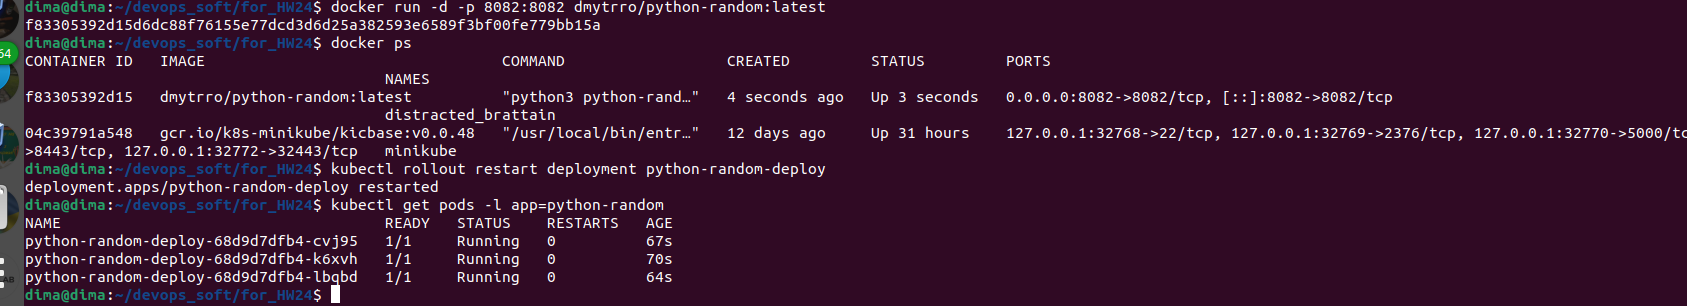 dima@dima:~/devops_soft/for_HW24$ docker run -d -p 8082:8082 dmytrro/python-random:latest
f83305392d15d6dc88f76155e77dcd3d6d25a382593e6589f3bf00fe779bb15a
dima@dima:~/devops_soft/for_HW24$ docker ps
CONTAINER ID   IMAGE                                 COMMAND                  CREATED         STATUS         PORTS
                                        NAMES
f83305392d15   dmytrro/python-random:latest          "python3 python-rand…"   4 seconds ago   Up 3 seconds   0.0.0.0:8082->8082/tcp, [::]:8082->8082/tcp
                                        distracted_brattain
04c39791a548   gcr.io/k8s-minikube/kicbase:v0.0.48   "/usr/local/bin/entr…"   12 days ago     Up 31 hours    127.0.0.1:32768->22/tcp, 127.0.0.1:32769->2376/tcp, 127.0.0.1:32770->5000/tc
>8443/tcp, 127.0.0.1:32772->32443/tcp   minikube
dima@dima:~/devops_soft/for_HW24$ kubectl rollout restart deployment python-random-deploy
deployment.apps/python-random-deploy restarted
dima@dima:~/devops_soft/for_HW24$ kubectl get pods -l app=python-random
NAME                                    READY   STATUS    RESTARTS   AGE
python-random-deploy-68d9d7dfb4-cvj95   1/1     Running   0          67s
python-random-deploy-68d9d7dfb4-k6xvh   1/1     Running   0          70s
python-random-deploy-68d9d7dfb4-lbqbd   1/1     Running   0          64s
dima@dima:~/devops_soft/for_HW24$
64